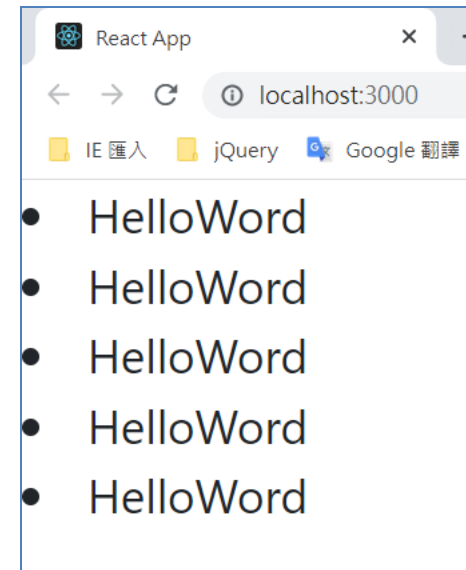 React App
localhost:3000
IE 匯入 jQuery Google 翻譯
HelloWord
HelloWord
HelloWord
HelloWord
HelloWord